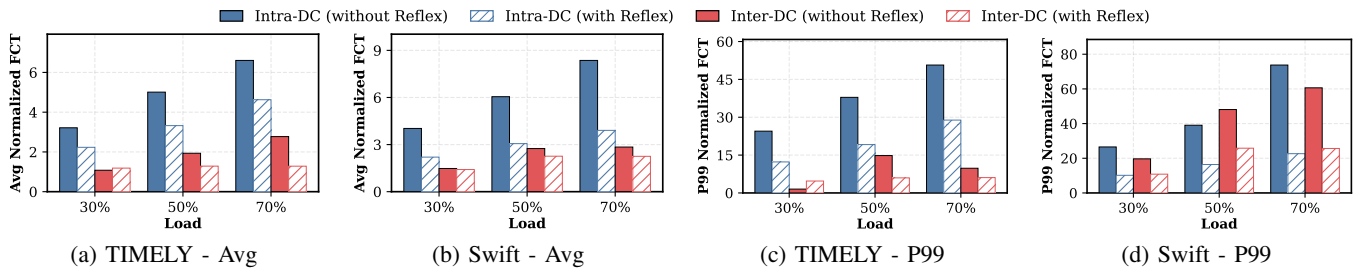 Intra-DC (without Reflex) Intra-DC (with Reflex) Inter-DC (without Reflex) Inter-DC (with Reflex)
Avg Normalized FCT
6
4
2
0
30% 50% 70%
Load
(a) TIMELY - Avg
Avg Normalized FCT
9
6
3
0
30% 50% 70%
Load
(b) Swift - Avg
P99 Normalized FCT
60
45
30
15
0
30% 50% 70%
Load
(c) TIMELY - P99
P99 Normalized FCT
80
60
40
20
0
30% 50% 70%
Load
(d) Swift - P99